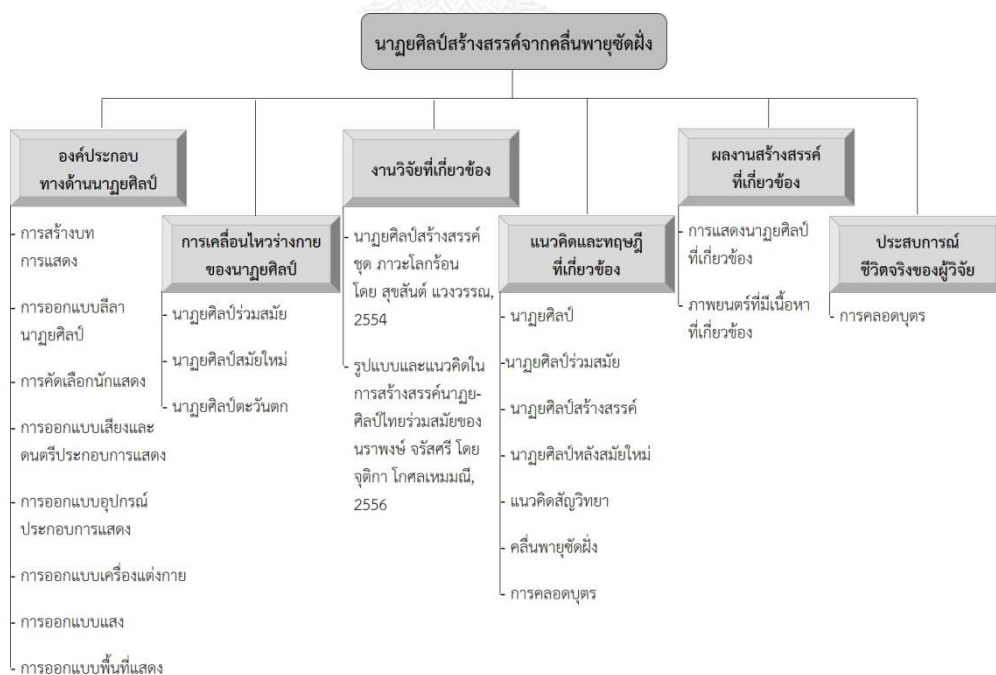 นาฏยศิลป์สร้างสรรค์จากคลื่นพายุซัดฝั่ง
องค์ประกอบ
ทางด้านนาฏยศิลป์
- การสร้างบท
การแสดง
- การออกแบบลีลา
นาฏยศิลป์
- การคัดเลือกนักแสดง
- การออกแบบเสียงและ
ดนตรีประกอบการแสดง
- การออกแบบอุปกรณ์
ประกอบการแสดง
- การออกแบบเครื่องแต่งกาย
- การออกแบบแสง
- การออกแบบพื้นที่แสดง
การเคลื่อนไหวร่างกาย
ของนาฏยศิลป์
- นาฏยศิลป์ร่วมสมัย
- นาฏยศิลป์สมัยใหม่
- นาฏยศิลป์ตะวันตก
งานวิจัยที่เกี่ยวข้อง
- นาฏยศิลป์สร้างสรรค์
ชุด ภาวะโลกร้อน
โดย สุขสันต์ แวงวรรณ,
2554
- รูปแบบและแนวคิดใน
การสร้างสรรค์นาฏย-
ศิลป์ไทยร่วมสมัยของ
นราพงษ์ จรัสศรี โดย
จุติกา โกศลเหมมณี,
2556
แนวคิดและทฤษฎี
ที่เกี่ยวข้อง
- นาฏยศิลป์
-นาฏยศิลป์ร่วมสมัย
- นาฏยศิลป์สร้างสรรค์
- นาฏยศิลป์หลังสมัยใหม่
- แนวคิดสัญวิทยา
- คลื่นพายุซัดฝั่ง
- การคลอดบุตร
ผลงานสร้างสรรค์
ที่เกี่ยวข้อง
- การแสดงนาฏยศิลป์
ที่เกี่ยวข้อง
- ภาพยนตร์ที่มีเนื้อหา
ที่เกี่ยวข้อง
ประสบการณ์
ชีวิตจริงของผู้วิจัย
- การคลอดบุตร